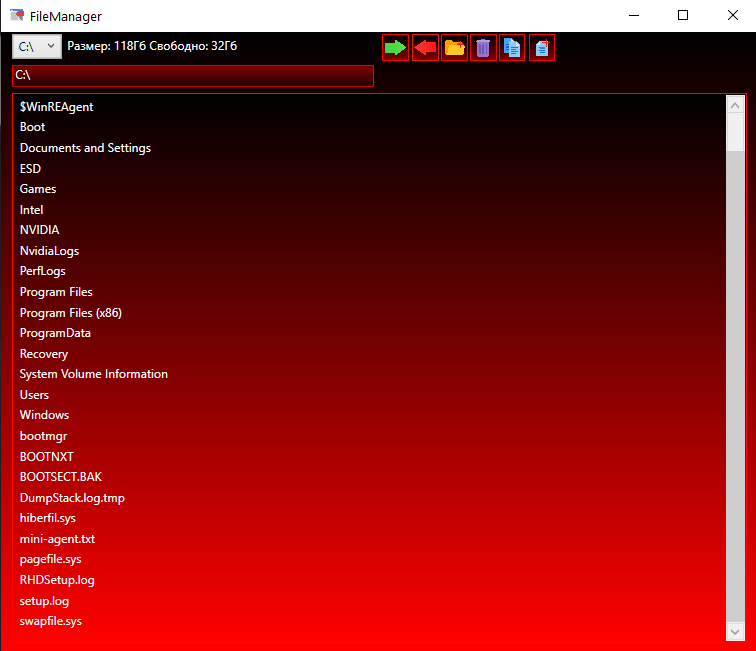 FileManager
C:\ Размер: 118Гб Свободно: 32Гб
C:\
$WinREAgent
Boot
Documents and Settings
ESD
Games
Intel
NVIDIA
NvidiaLogs
PerfLogs
Program Files
Program Files (x86)
ProgramData
Recovery
System Volume Information
Users
Windows
bootmgr
BOOTNXT
BOOTSECT.BAK
DumpStack.log.tmp
hiberfil.sys
mini-agent.txt
pagefile.sys
RHDSetup.log
setup.log
swapfile.sys